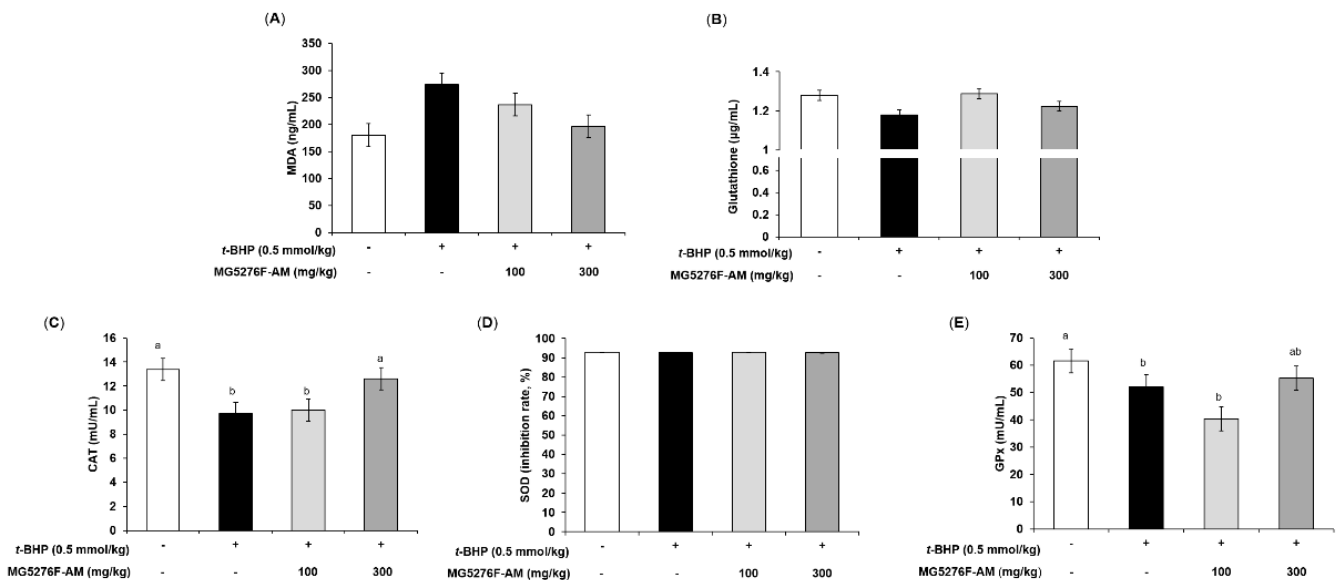 (A)
350
300
250
200
150
100
50
0
MDA (ng/mL)
t-BHP (0.5 mmol/kg) - + + +
MG5276F-AM (mg/kg) - - 100 300
(B)
1.4
1.2
1
0.8
0.6
0.4
0.2
0
Glutathione (µg/mL)
t-BHP (0.5 mmol/kg) - + + +
MG5276F-AM (mg/kg) - - 100 300
(C)
16
14
12
10
8
6
4
2
0
CAT (mU/mL)
a b b a
t-BHP (0.5 mmol/kg) - + + +
MG5276F-AM (mg/kg) - - 100 300
(D)
100
90
80
70
60
50
40
30
20
10
0
SOD (inhibition rate, %)
t-BHP (0.5 mmol/kg) - + + +
MG5276F-AM (mg/kg) - - 100 300
(E)
70
60
50
40
30
20
10
0
GPx (mU/mL)
a b b ab
t-BHP (0.5 mmol/kg) - + + +
MG5276F-AM (mg/kg) - - 100 300